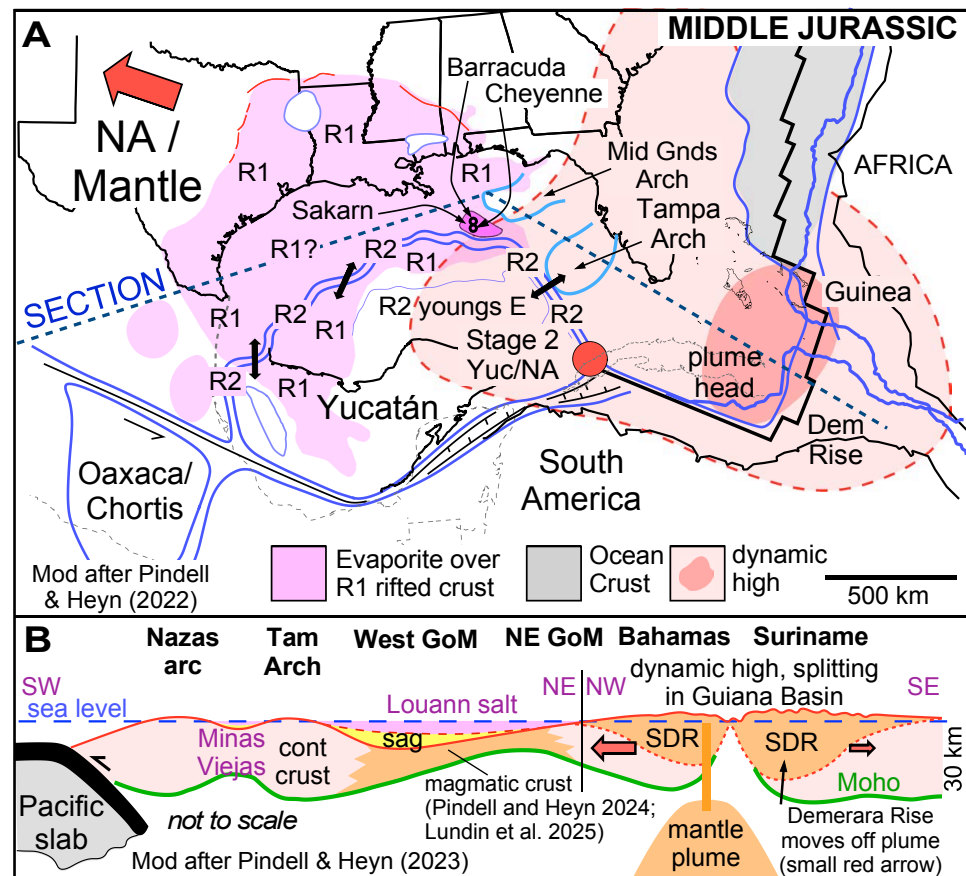 A
MIDDLE JURASSIC
Barracuda
Cheyenne
NA /
Mantle
R1
R1
R1
Mid Gnds
Arch
Tampa
Arch
AFRICA
Sakarn
8
R1?
R2
R1
R2
SECTION
R1
R2
R1
R2 youngs E
R2
Guinea
Stage 2
Yuc/NA
plume
head
R2
R1
Yucatán
Dem
Rise
Oaxaca/
Chortis
South
America
Mod after Pindell
& Heyn (2022)
Evaporite over
R1 rifted crust
Ocean
Crust
dynamic
high
500 km
B
Nazas
arc
Tam
Arch
West GoM
NE GoM
Bahamas
Suriname
dynamic high, splitting
in Guiana Basin
SW
NE
NW
SE
sea level
Louann salt
Minas
Viejas
cont
crust
sag
SDR
SDR
magmatic crust
(Pindell and Heyn 2024;
Lundin et al. 2025)
Moho
30 km
Pacific
slab
not to scale
mantle
plume
Demerara Rise
moves off plume
(small red arrow)
Mod after Pindell & Heyn (2023)